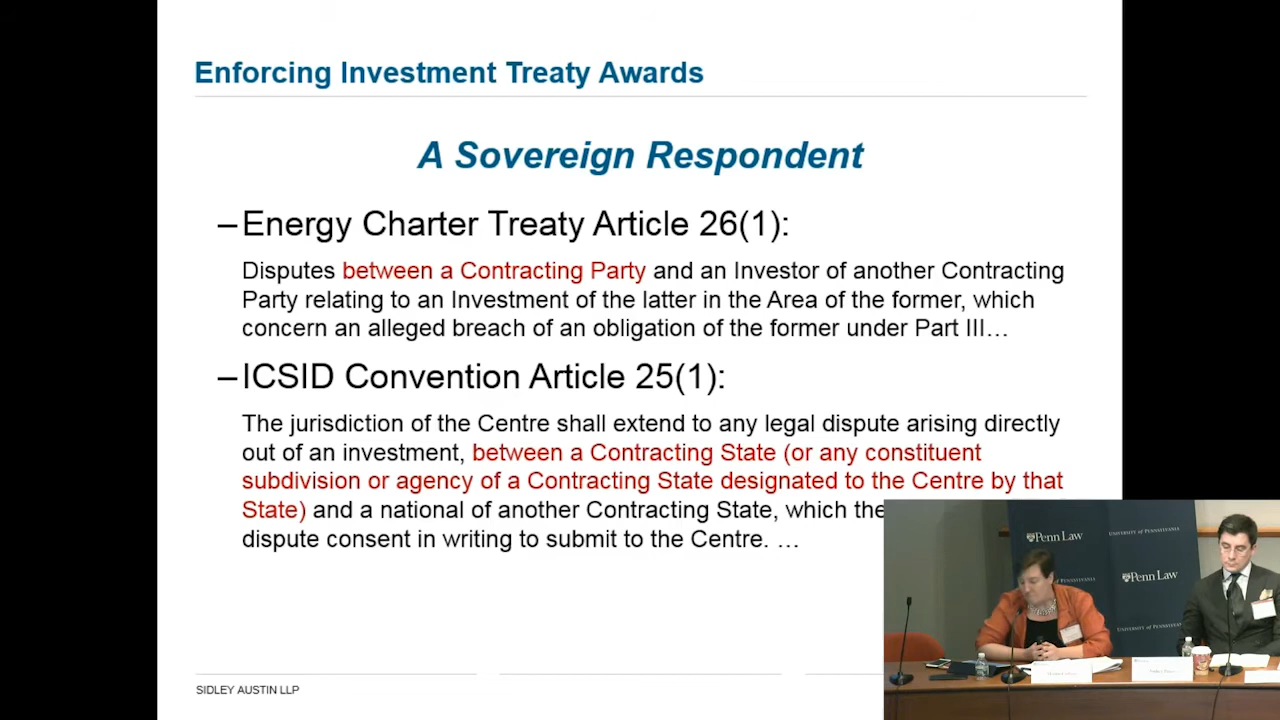 Enforcing Investment Treaty Awards
A Sovereign Respondent
–Energy Charter Treaty Article 26(1):
Disputes between a Contracting Party and an Investor of another Contracting
Party relating to an Investment of the latter in the Area of the former, which
concern an alleged breach of an obligation of the former under Part III…
–ICSID Convention Article 25(1):
The jurisdiction of the Centre shall extend to any legal dispute arising directly
out of an investment, between a Contracting State (or any constituent
subdivision or agency of a Contracting State designated to the Centre by that
State) and a national of another Contracting State, which the
dispute consent in writing to submit to the Centre. …
SIDLEY AUSTIN LLP
Penn Law
UNIVERSITY of PENNSYLVANIA
Penn Law
UNIVERSITY of PENNSYLVANIA